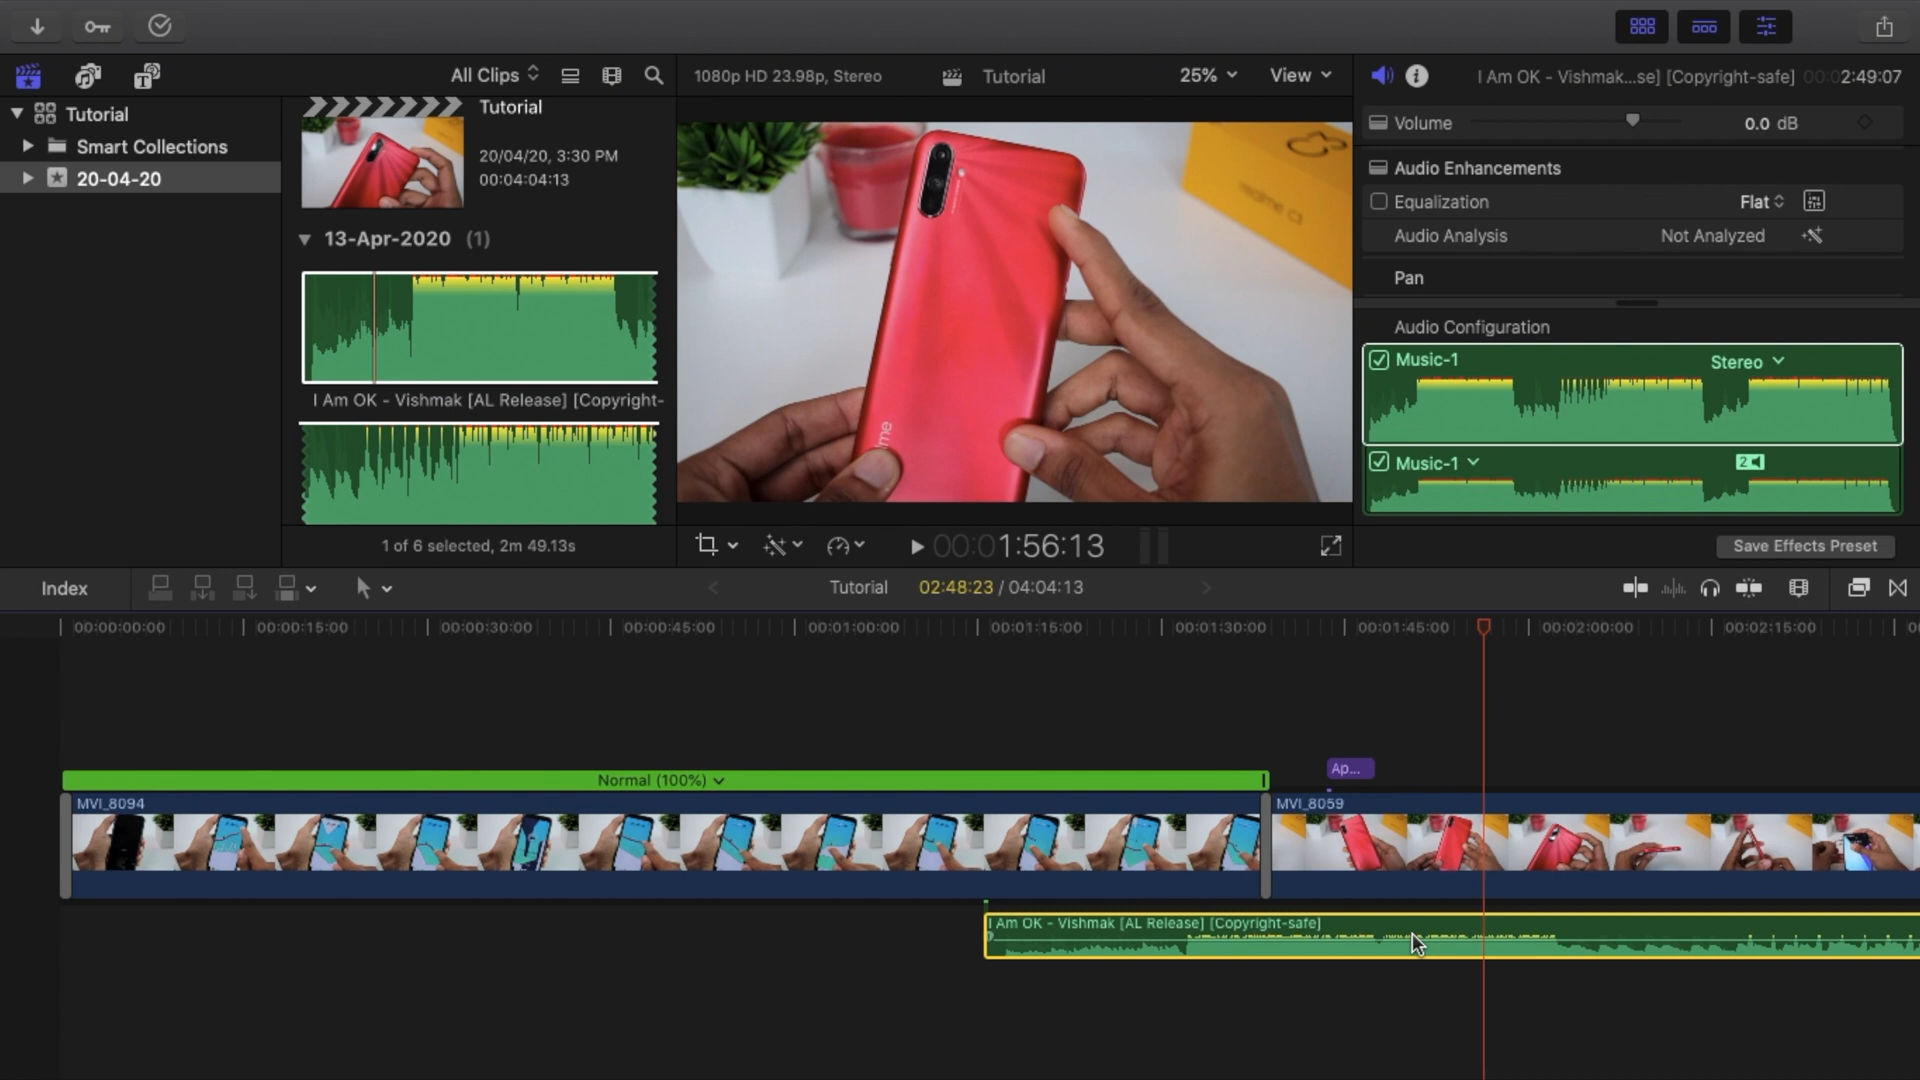 All Clips
1080p HD 23.98p, Stereo
Tutorial
25%
View
I Am OK - Vishmak...se] [Copyright-safe]
00:02:49:07
Tutorial
Smart Collections
20-04-20
Tutorial
20/04/20, 3:30 PM
00:04:04:13
13-Apr-2020 (1)
I Am OK - Vishmak [AL Release] [Copyright-
1 of 6 selected, 2m 49.13s
realme C3
me
00:01:56:13
Volume
0.0 dB
Audio Enhancements
Equalization
Flat
Audio Analysis
Not Analyzed
Pan
Audio Configuration
Music-1
Stereo
Music-1
2
Save Effects Preset
Index
Tutorial
02:48:23 / 04:04:13
00:00:00:00
00:00:15:00
00:00:30:00
00:00:45:00
00:01:00:00
00:01:15:00
00:01:30:00
00:01:45:00
00:02:00:00
00:02:15:00
Normal (100%)
Ap...
MVI_8094
MVI_8059
I Am OK - Vishmak [AL Release] [Copyright-safe]